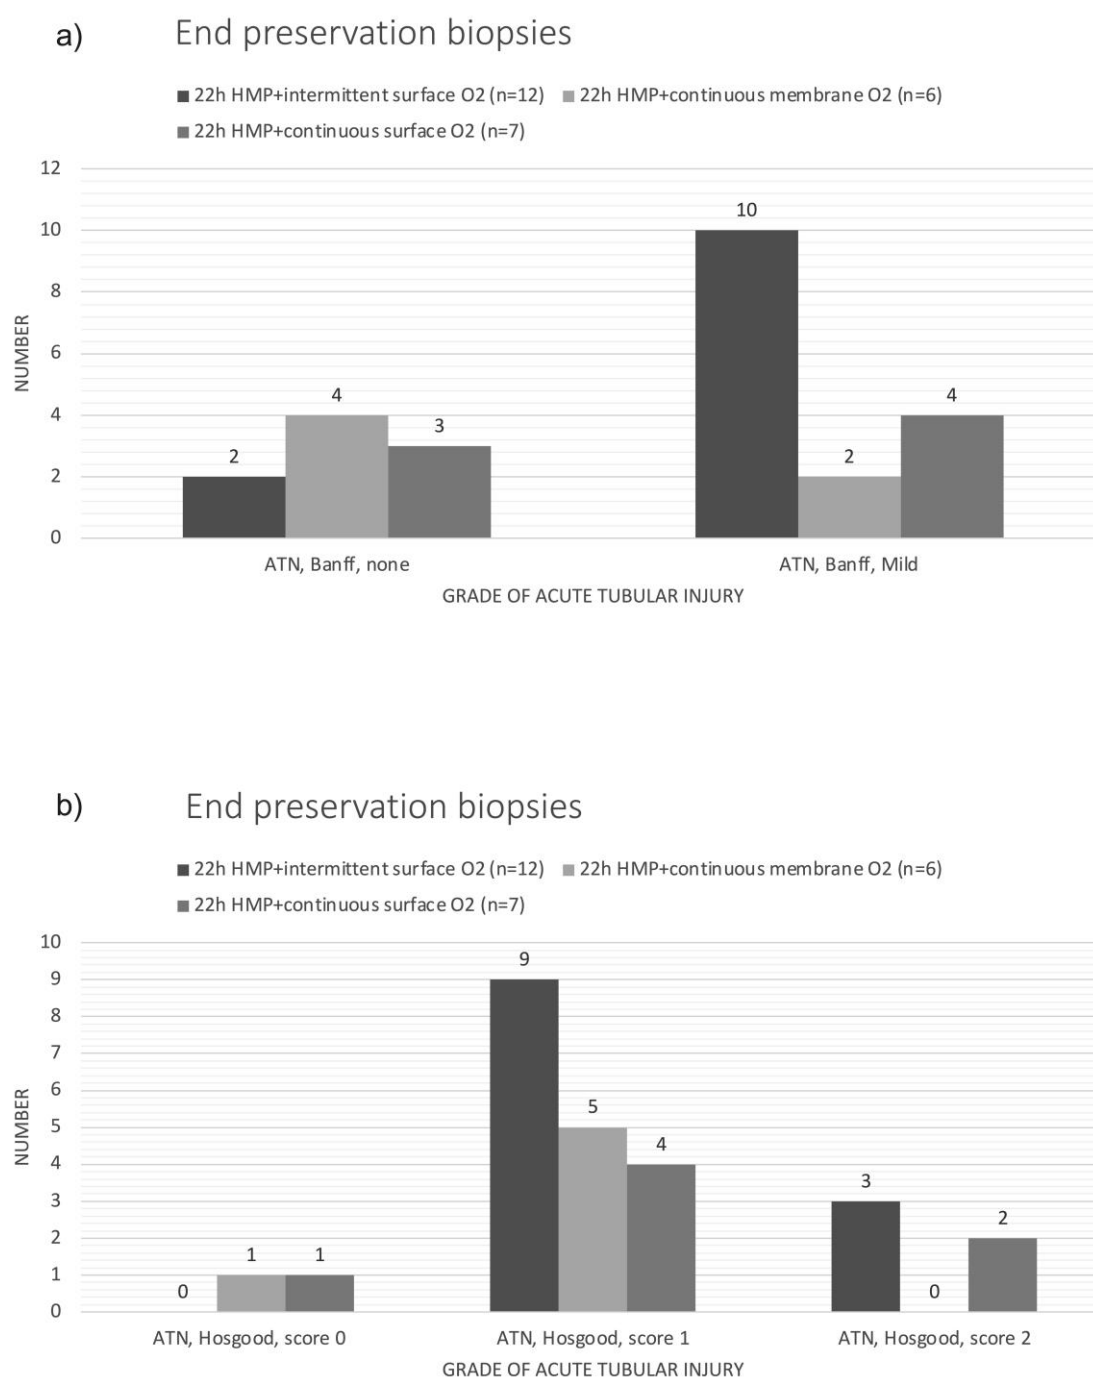 a)
End preservation biopsies
22h HMP+intermittent surface O2 (n=12) 22h HMP+continuous membrane O2 (n=6)
22h HMP+continuous surface O2 (n=7)
12
10
8
6
4
2
0
NUMBER
2 4 3
10 2 4
ATN, Banff, none ATN, Banff, Mild
GRADE OF ACUTE TUBULAR INJURY
b)
End preservation biopsies
22h HMP+intermittent surface O2 (n=12) 22h HMP+continuous membrane O2 (n=6)
22h HMP+continuous surface O2 (n=7)
10
9
8
7
6
5
4
3
2
1
0
NUMBER
0 1 1
9 5 4
3 0 2
ATN, Hosgood, score 0 ATN, Hosgood, score 1 ATN, Hosgood, score 2
GRADE OF ACUTE TUBULAR INJURY